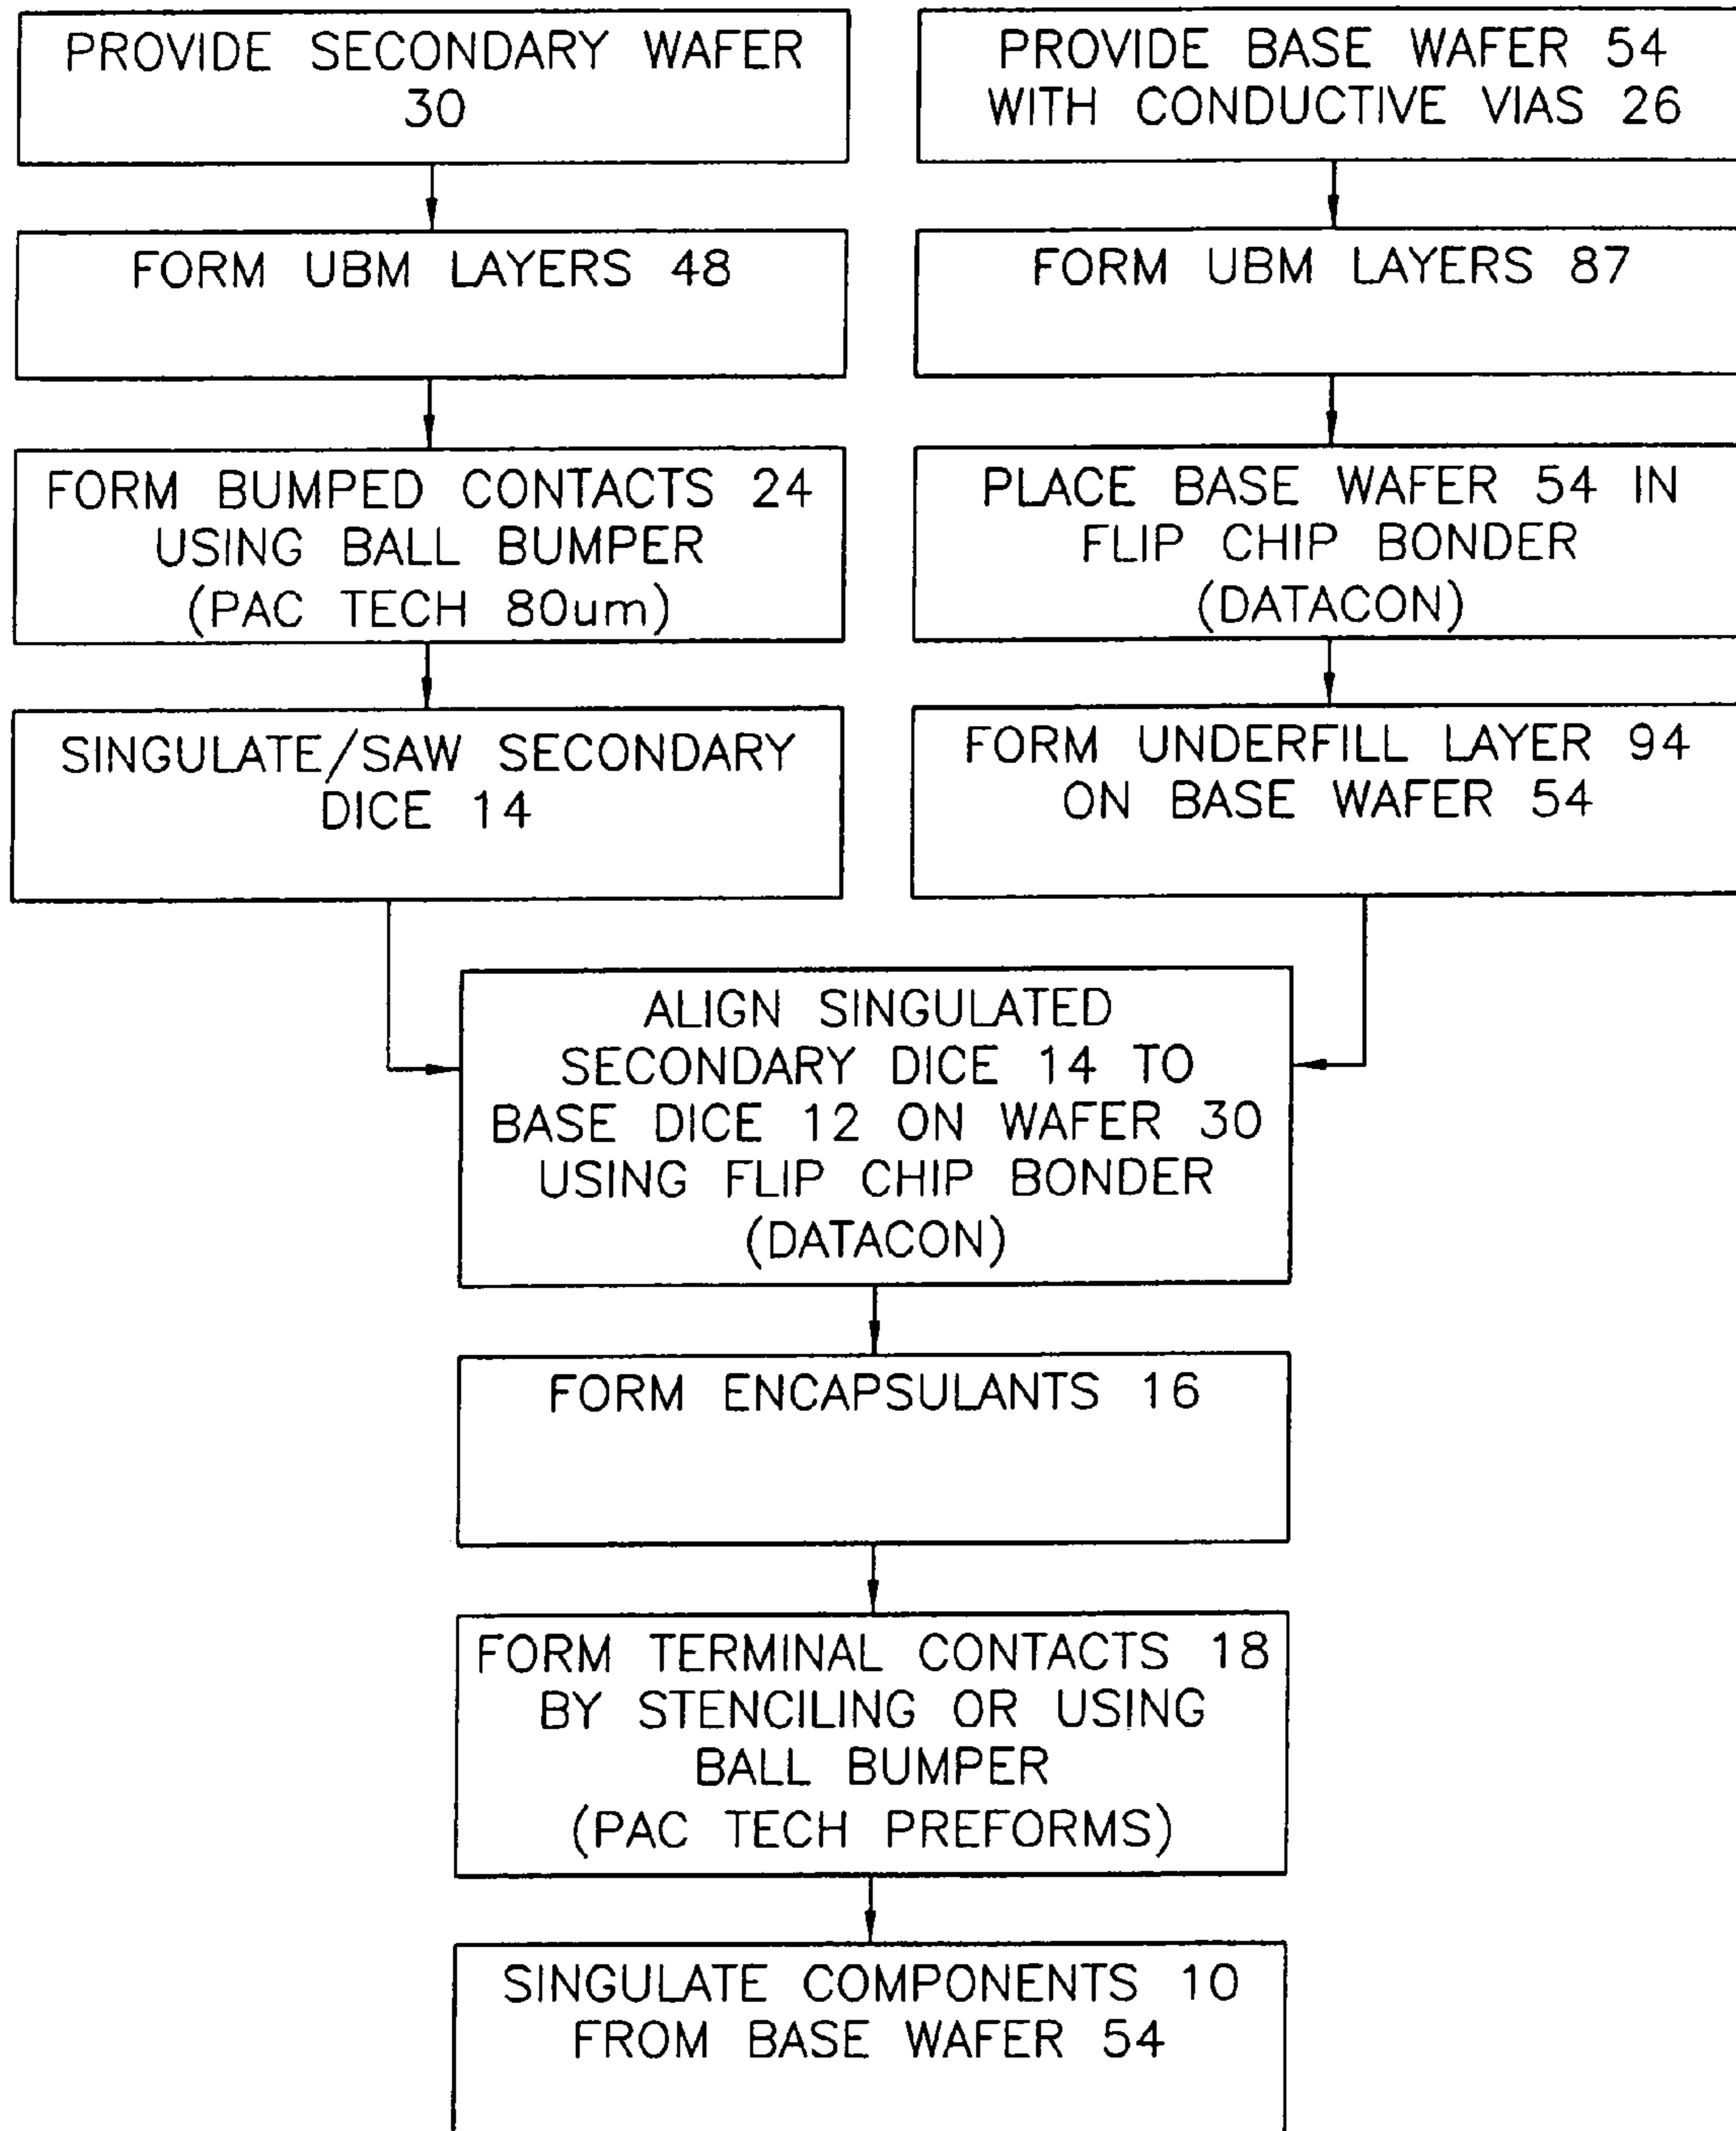 PROVIDE SECONDARY WAFER
30
FORM UBM LAYERS 48
FORM BUMPED CONTACTS 24
USING BALL BUMPER
(PAC TECH 80um)
SINGULATE/SAW SECONDARY
DICE 14
PROVIDE BASE WAFER 54
WITH CONDUCTIVE VIAS 26
FORM UBM LAYERS 87
PLACE BASE WAFER 54 IN
FLIP CHIP BONDER
(DATACON)
FORM UNDERFILL LAYER 94
ON BASE WAFER 54
ALIGN SINGULATED
SECONDARY DICE 14 TO
BASE DICE 12 ON WAFER 30
USING FLIP CHIP BONDER
(DATACON)
FORM ENCAPSULANTS 16
FORM TERMINAL CONTACTS 18
BY STENCILING OR USING
BALL BUMPER
(PAC TECH PREFORMS)
SINGULATE COMPONENTS 10
FROM BASE WAFER 54